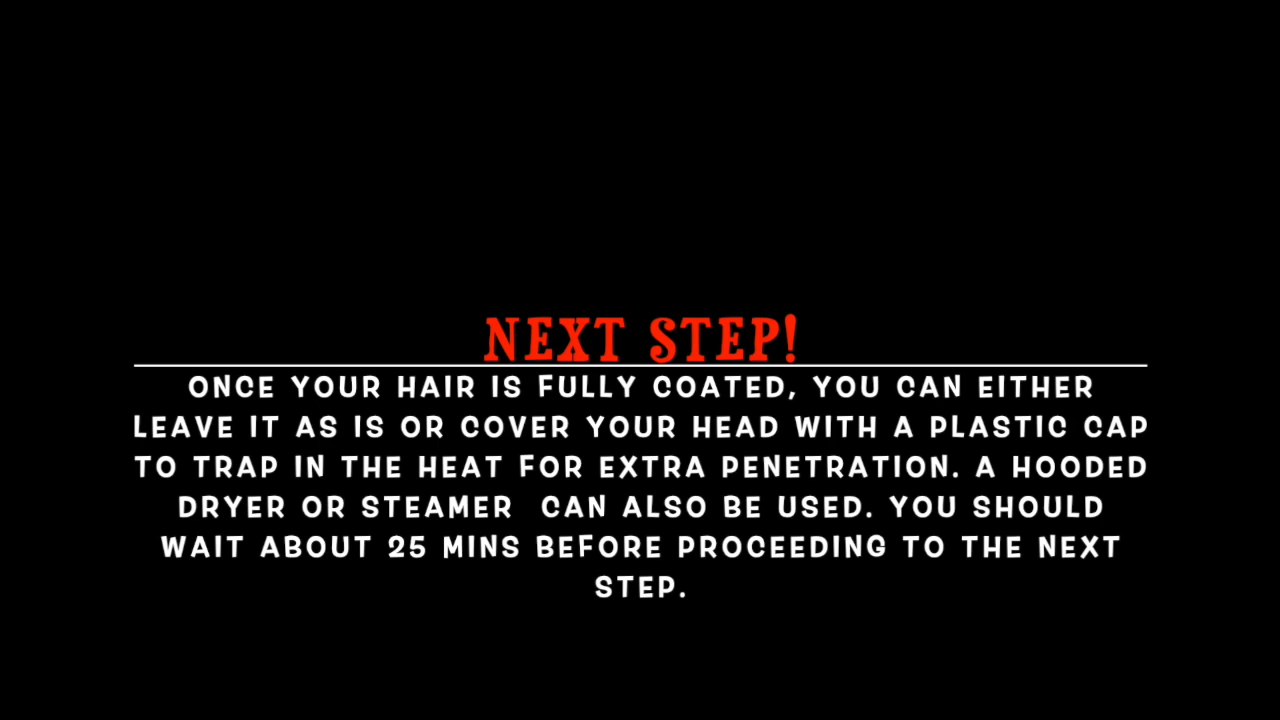 NEXT STEP!
ONCE YOUR HAIR IS FULLY COATED, YOU CAN EITHER
LEAVE IT AS IS OR COVER YOUR HEAD WITH A PLASTIC CAP
TO TRAP IN THE HEAT FOR EXTRA PENETRATION. A HOODED
DRYER OR STEAMER  CAN ALSO BE USED. YOU SHOULD
WAIT ABOUT 25 MINS BEFORE PROCEEDING TO THE NEXT
STEP.